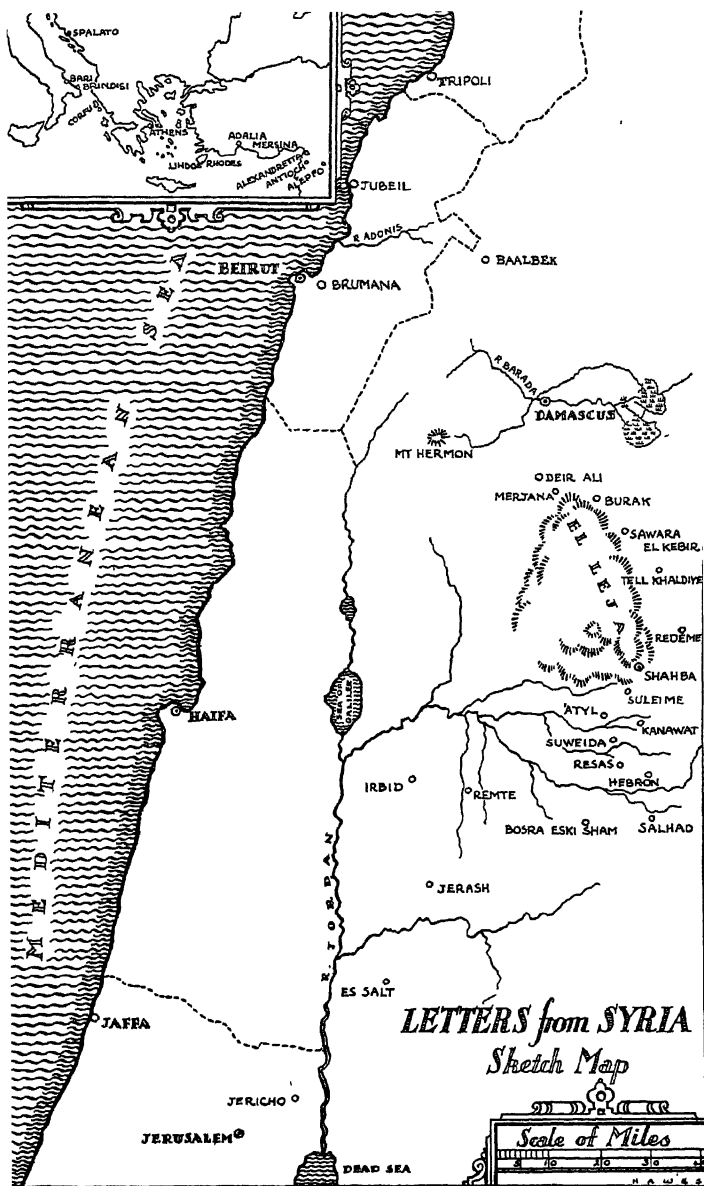 SPALATO
BARI
BRINDISI
CORFU
ATHENS
ADALIA
MERSINA
LINDOS RHODES
ALEXANDRETTA
ANTIOCH
ALEPPO
TRIPOLI
JUBEIL
R. ADONIS
BEIRUT
BRUMANA
BAALBEK
MEDITERRANEAN SEA
R. BARADA
DAMASCUS
MT HERMON
DEIR ALI
MERJANA
BURAK
EL LEJA
SAWARA
EL KEBIR
TELL KHALDIYE
REDEME
SHAHBA
SEA OF
GALILEE
SULEIME
HAIFA
'ATYL
KANAWAT
SUWEIDA
RESAS
HEBRON
IRBID
REMTE
BOSRA ESKI SHAM
SALHAD
R. JORDAN
JERASH
ES SALT
LETTERS from SYRIA
Sketch Map
JAFFA
JERICHO
JERUSALEM
DEAD SEA
Scale of Miles
5 10 20 30
HAWES